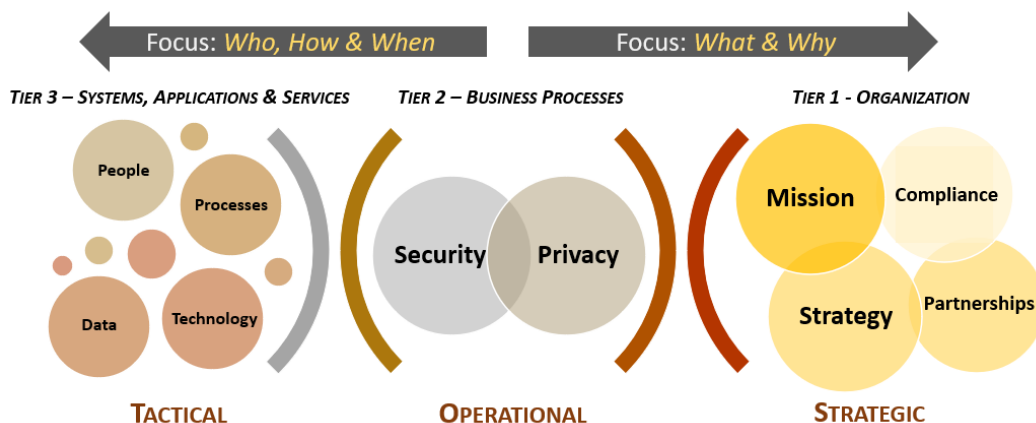 Focus: Who, How & When
Focus: What & Why
TIER 3 – SYSTEMS, APPLICATIONS & SERVICES
TIER 2 – BUSINESS PROCESSES
TIER 1 - ORGANIZATION
People
Processes
Data
Technology
Security
Privacy
Mission
Compliance
Strategy
Partnerships
TACTICAL
OPERATIONAL
STRATEGIC